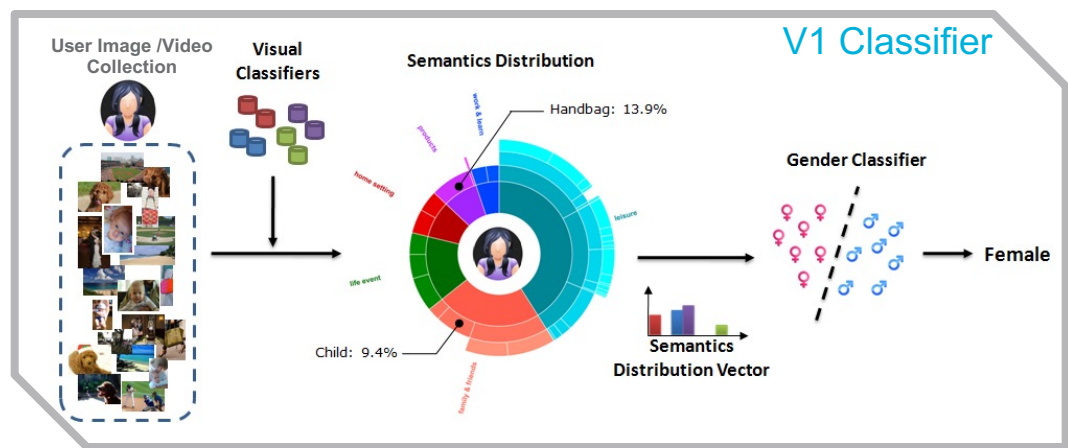 V1 Classifier
User Image /Video
Collection
Visual
Classifiers
Semantics Distribution
work & learn
Handbag: 13.9%
products
home setting
leisure
life event
Child: 9.4%
family & friends
Semantics
Distribution Vector
Gender Classifier
Female